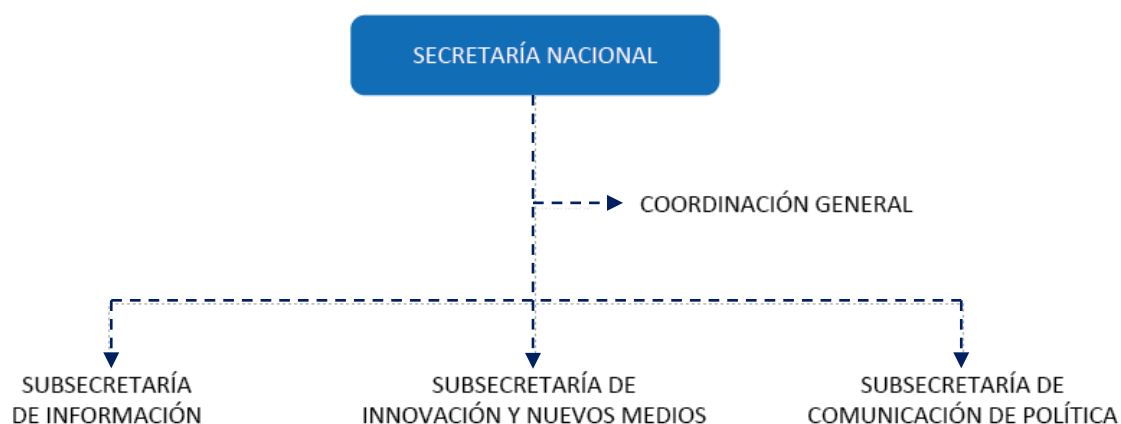 SECRETARÍA NACIONAL
COORDINACIÓN GENERAL
SUBSECRETARÍA
DE INFORMACIÓN
SUBSECRETARÍA DE
INNOVACIÓN Y NUEVOS MEDIOS
SUBSECRETARÍA DE
COMUNICACIÓN DE POLÍTICA